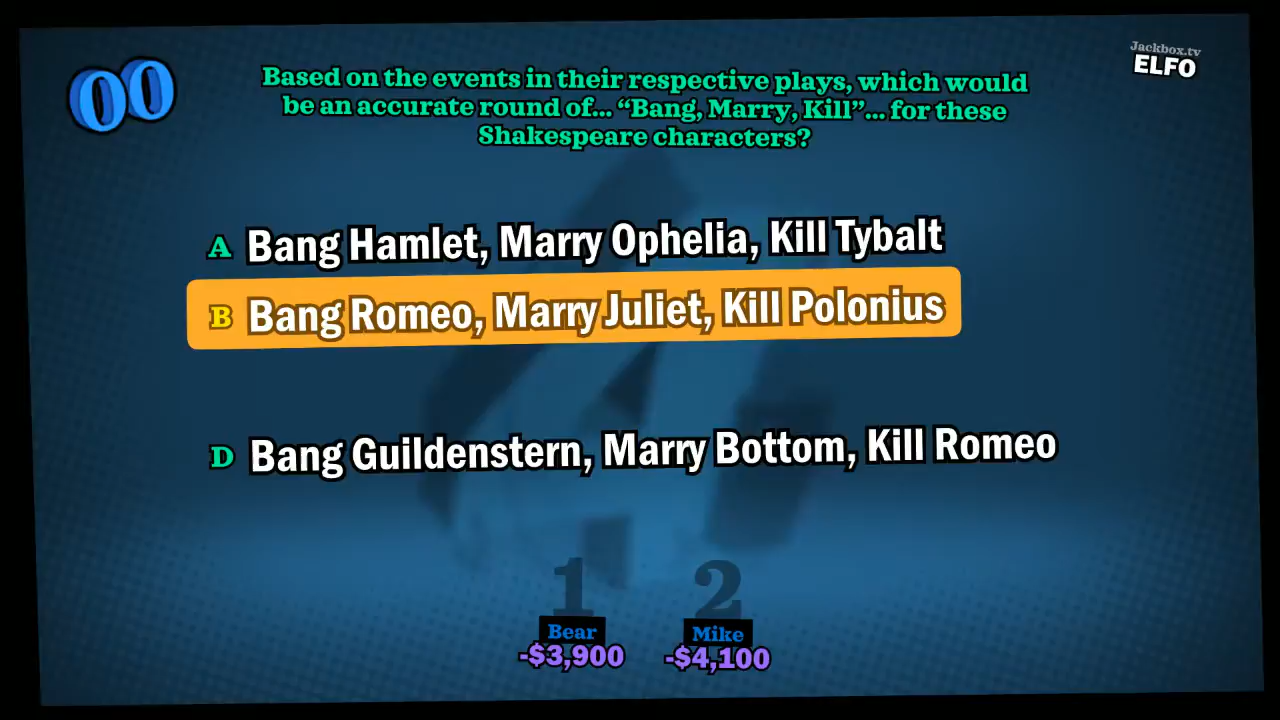 00
Jackbox.tv
ELFO
Based on the events in their respective plays, which would
be an accurate round of... “Bang, Marry, Kill”... for these
Shakespeare characters?
A Bang Hamlet, Marry Ophelia, Kill Tybalt
B Bang Romeo, Marry Juliet, Kill Polonius
D Bang Guildenstern, Marry Bottom, Kill Romeo
1 2
Bear Mike
-$3,900 -$4,100